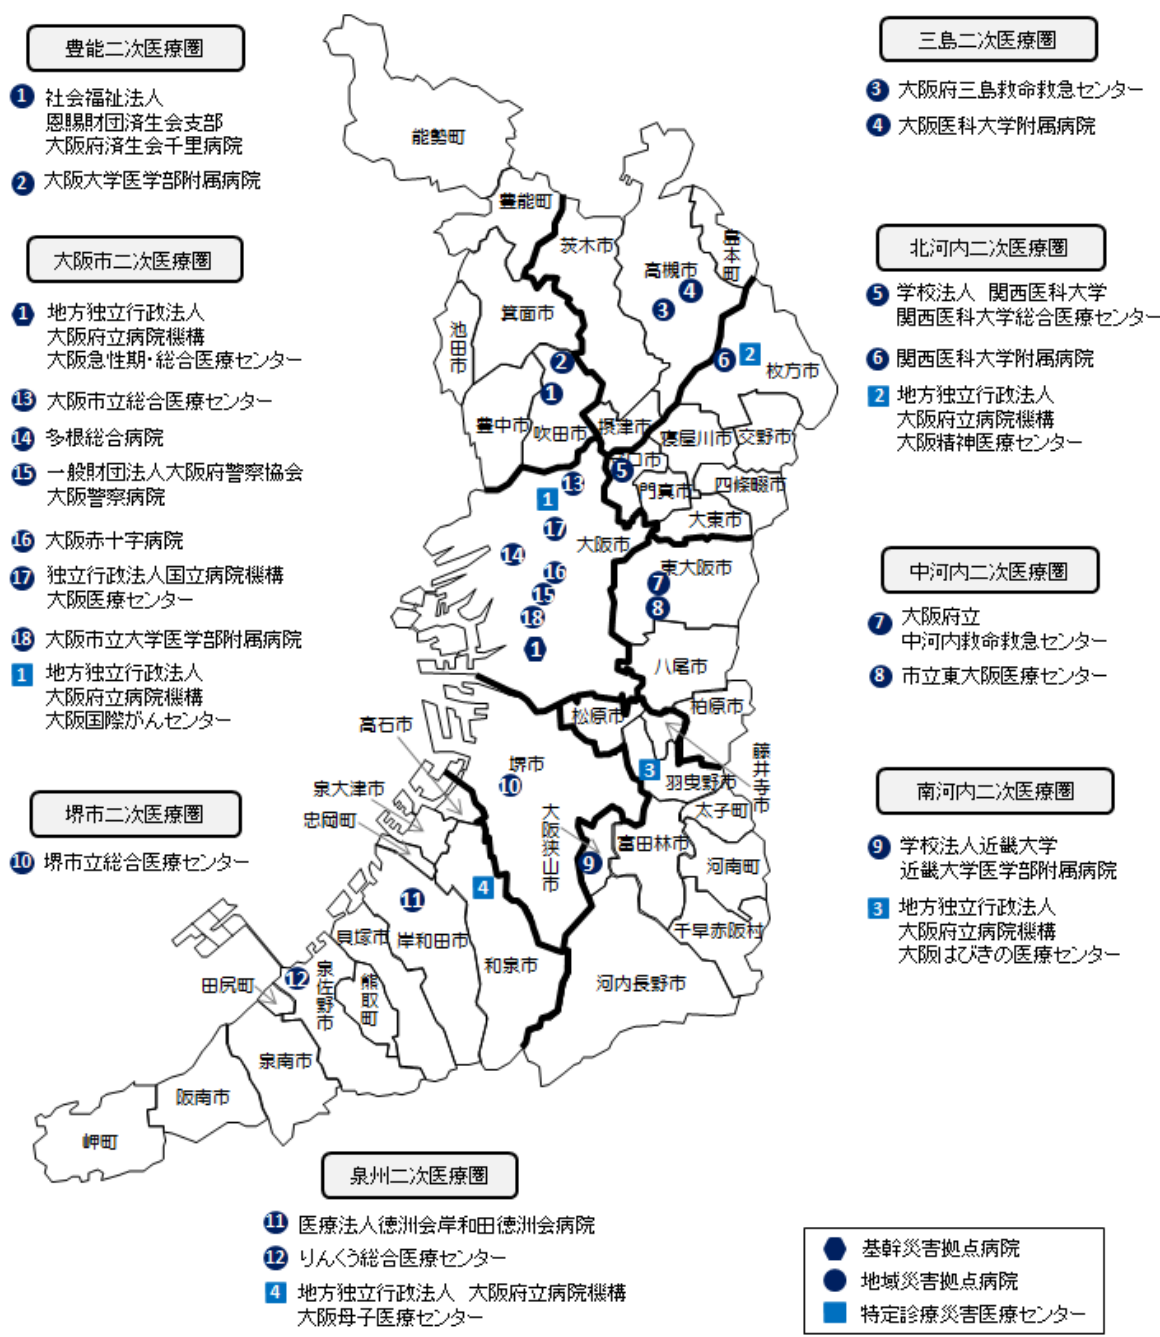 豊能二次医療圏
1 社会福祉法人
恩賜財団済生会支部
大阪府済生会千里病院
2 大阪大学医学部附属病院
大阪市二次医療圏
1 地方独立行政法人
大阪府立病院機構
大阪急性期・総合医療センター
13 大阪市立総合医療センター
14 多根総合病院
15 一般財団法人大阪府警察協会
大阪警察病院
16 大阪赤十字病院
17 独立行政法人国立病院機構
大阪医療センター
18 大阪市立大学医学部附属病院
1 地方独立行政法人
大阪府立病院機構
大阪国際がんセンター
堺市二次医療圏
10 堺市立総合医療センター
能勢町
豊能町
茨木市
高槻市
島本町
4
3
箕面市
池田市
2
1
豊中市
吹田市
摂津市
6
2
枚方市
寝屋川市
交野市
5
口市
門真市
四條畷市
大東市
13
1
17
大阪市
14
16
15
18
1
東大阪市
7
8
八尾市
柏原市
松原市
藤井寺市
3
羽曳野市
太子町
高石市
泉大津市
忠岡町
堺市
10
大阪狭山市
9
富田林市
河南町
千早赤阪村
河内長野市
4
11
岸和田市
和泉市
貝塚市
熊取町
12
泉佐野市
田尻町
泉南市
阪南市
岬町
三島二次医療圏
3 大阪府三島救命救急センター
4 大阪医科大学附属病院
北河内二次医療圏
5 学校法人 関西医科大学
関西医科大学総合医療センター
6 関西医科大学附属病院
2 地方独立行政法人
大阪府立病院機構
大阪精神医療センター
中河内二次医療圏
7 大阪府立
中河内救命救急センター
8 市立東大阪医療センター
南河内二次医療圏
9 学校法人近畿大学
近畿大学医学部附属病院
3 地方独立行政法人
大阪府立病院機構
大阪はびきの医療センター
泉州二次医療圏
11 医療法人徳洲会岸和田徳洲会病院
12 りんくう総合医療センター
4 地方独立行政法人 大阪府立病院機構
大阪母子医療センター
基幹災害拠点病院
地域災害拠点病院
特定診療災害医療センター